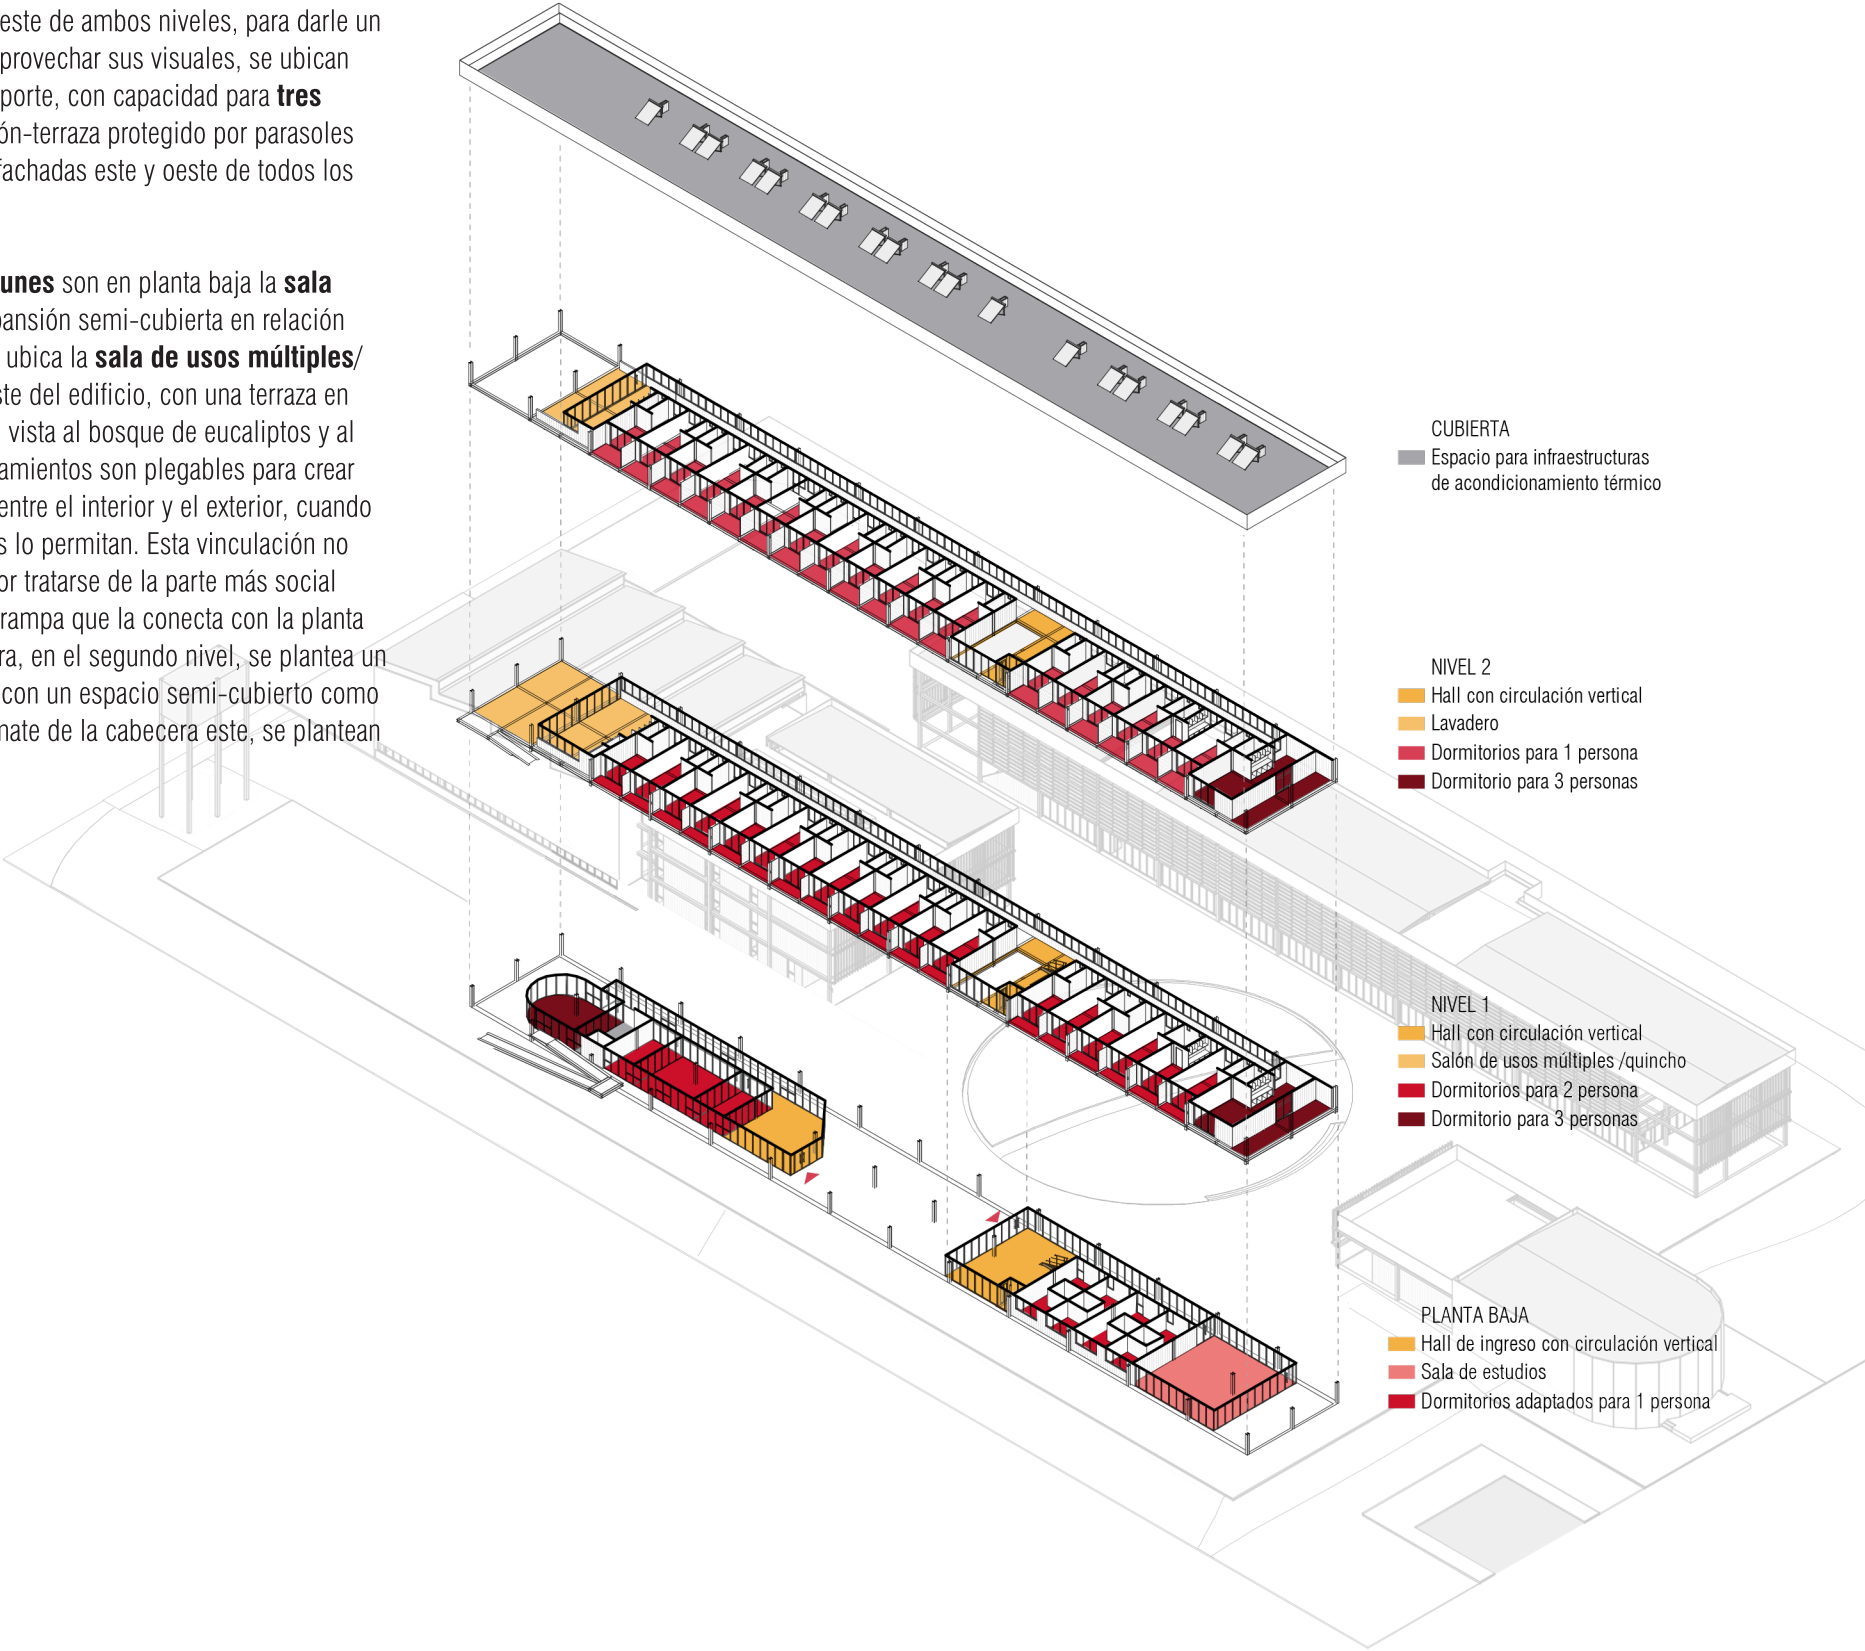 este de ambos niveles, para darle un
provechar sus visuales, se ubican
porte, con capacidad para tres
ón-terraza protegido por parasoles
fachadas este y oeste de todos los
unes son en planta baja la sala
pansión semi-cubierta en relación
ubica la sala de usos múltiples/
ste del edificio, con una terraza en
vista al bosque de eucaliptos y al
amientos son plegables para crear
entre el interior y el exterior, cuando
s lo permitan. Esta vinculación no
or tratarse de la parte más social
rampa que la conecta con la planta
ra, en el segundo nivel, se plantea un
con un espacio semi-cubierto como
nate de la cabecera este, se plantean
CUBIERTA
Espacio para infraestructuras
de acondicionamiento térmico
NIVEL 2
Hall con circulación vertical
Lavadero
Dormitorios para 1 persona
Dormitorio para 3 personas
NIVEL 1
Hall con circulación vertical
Salón de usos múltiples /quincho
Dormitorios para 2 persona
Dormitorio para 3 personas
PLANTA BAJA
Hall de ingreso con circulación vertical
Sala de estudios
Dormitorios adaptados para 1 persona